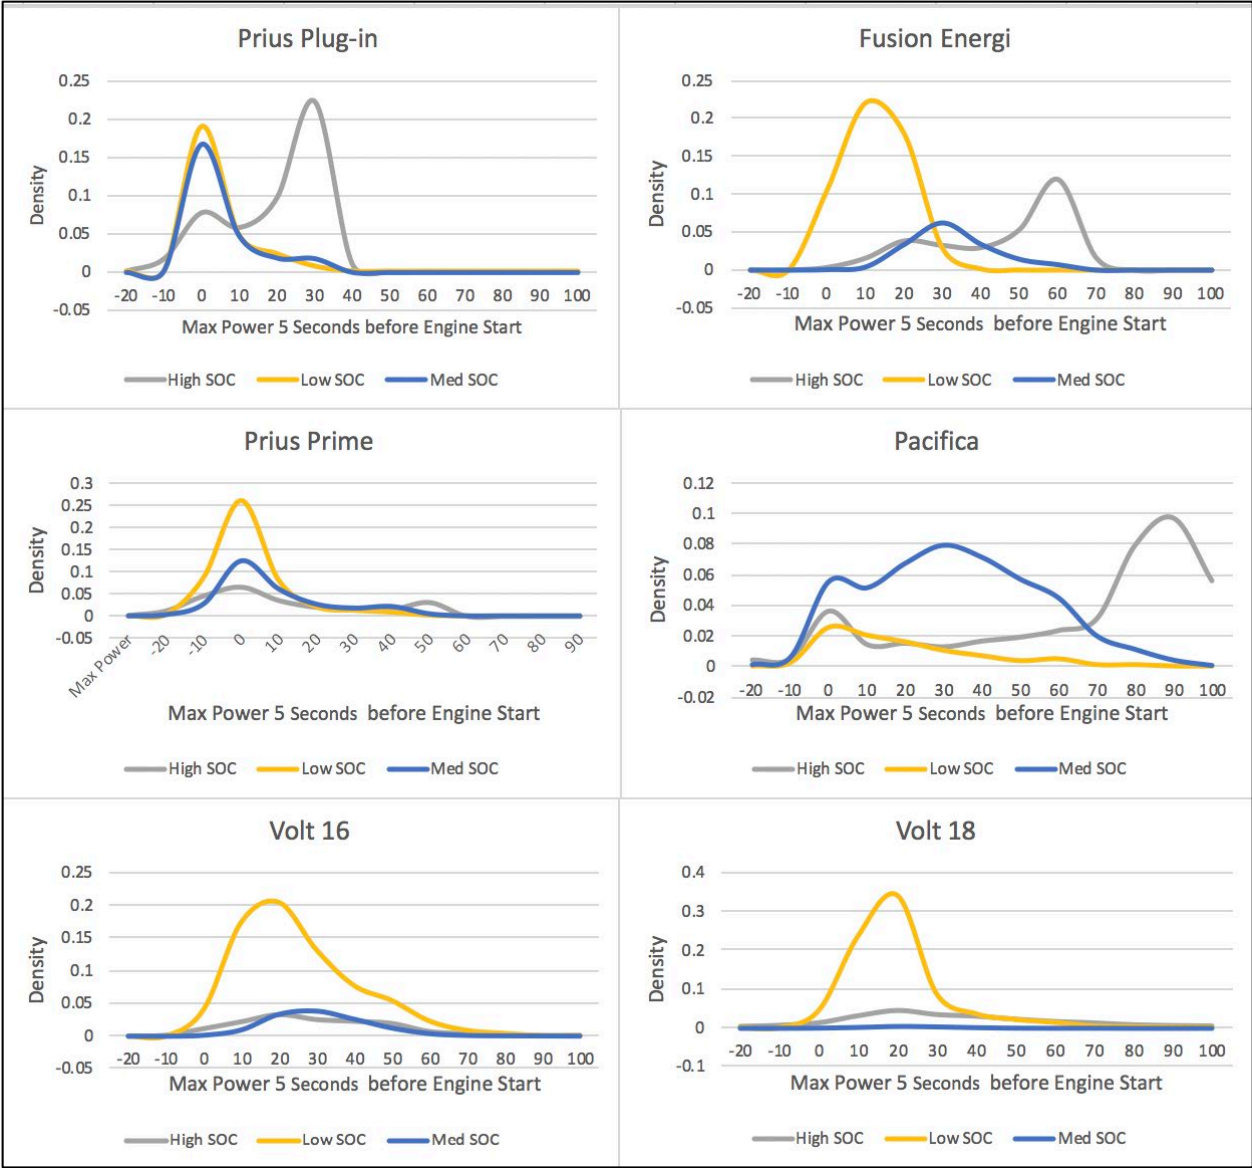 Prius Plug-in
0.25
0.2
0.15
0.1
0.05
0
-0.05
Density
-20 -10 0 10 20 30 40 50 60 70 80 90 100
Max Power 5 Seconds before Engine Start
High SOC Low SOC Med SOC
Fusion Energi
0.25
0.2
0.15
0.1
0.05
0
-0.05
Density
-20 -10 0 10 20 30 40 50 60 70 80 90 100
Max Power 5 Seconds before Engine Start
High SOC Low SOC Med SOC
Prius Prime
0.3
0.25
0.2
0.15
0.1
0.05
0
-0.05
Density
Max Power -20 -10 0 10 20 30 40 50 60 70 80 90
Max Power 5 Seconds before Engine Start
High SOC Low SOC Med SOC
Pacifica
0.12
0.1
0.08
0.06
0.04
0.02
0
-0.02
Density
-20 -10 0 10 20 30 40 50 60 70 80 90 100
Max Power 5 Seconds before Engine Start
High SOC Low SOC Med SOC
Volt 16
0.25
0.2
0.15
0.1
0.05
0
-0.05
Density
-20 -10 0 10 20 30 40 50 60 70 80 90 100
Max Power 5 Seconds before Engine Start
High SOC Low SOC Med SOC
Volt 18
0.4
0.3
0.2
0.1
0
-0.1
Density
-20 -10 0 10 20 30 40 50 60 70 80 90 100
Max Power 5 Seconds before Engine Start
High SOC Low SOC Med SOC